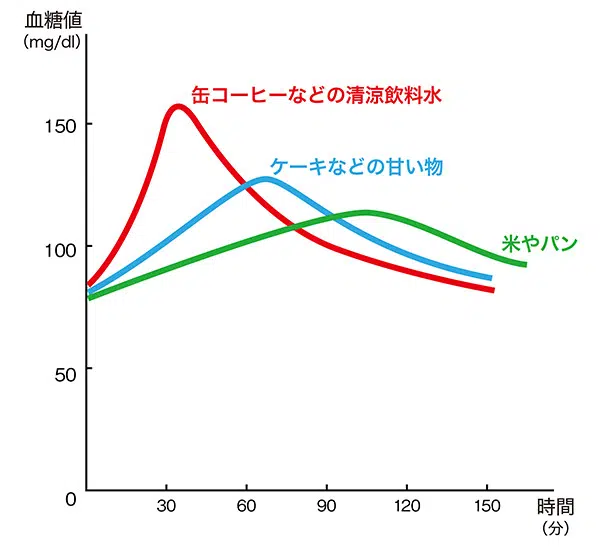 血糖値
(mg/dl)
缶コーヒーなどの清涼飲料水
150
ケーキなどの甘い物
米やパン
100
50
0
30 60 90 120 150 時間
(分)